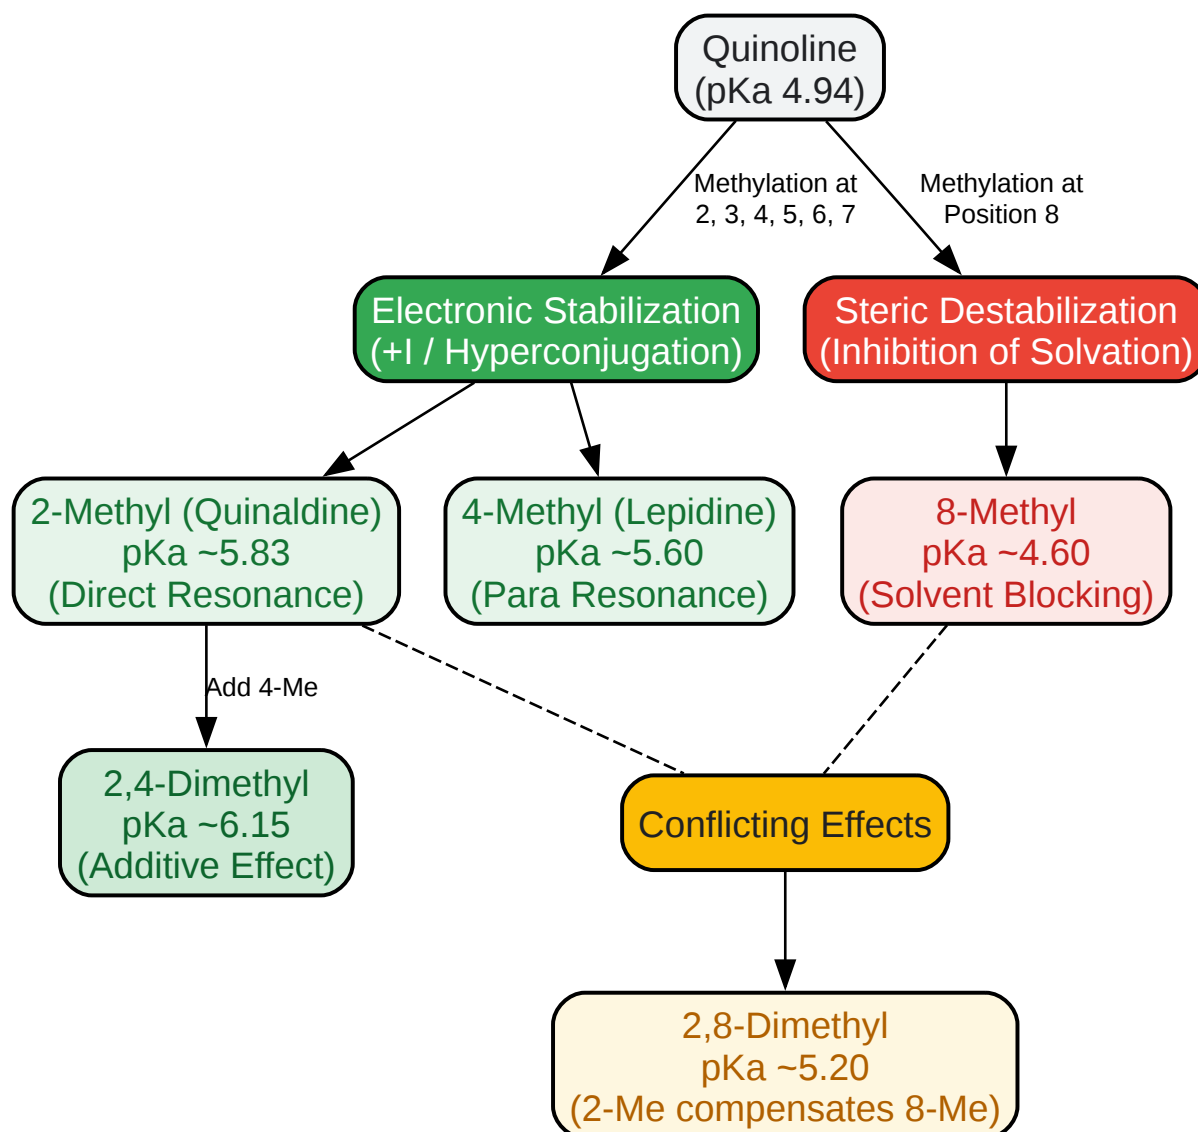 Quinoline
(pKa 4.94)
Methylation at
2, 3, 4, 5, 6, 7
Methylation at
Position 8
Electronic Stabilization
(+I / Hyperconjugation)
Steric Destabilization
(Inhibition of Solvation)
2-Methyl (Quinaldine)
pKa ~5.83
(Direct Resonance)
4-Methyl (Lepidine)
pKa ~5.60
(Para Resonance)
8-Methyl
pKa ~4.60
(Solvent Blocking)
Add 4-Me
2,4-Dimethyl
pKa ~6.15
(Additive Effect)
Conflicting Effects
2,8-Dimethyl
pKa ~5.20
(2-Me compensates 8-Me)